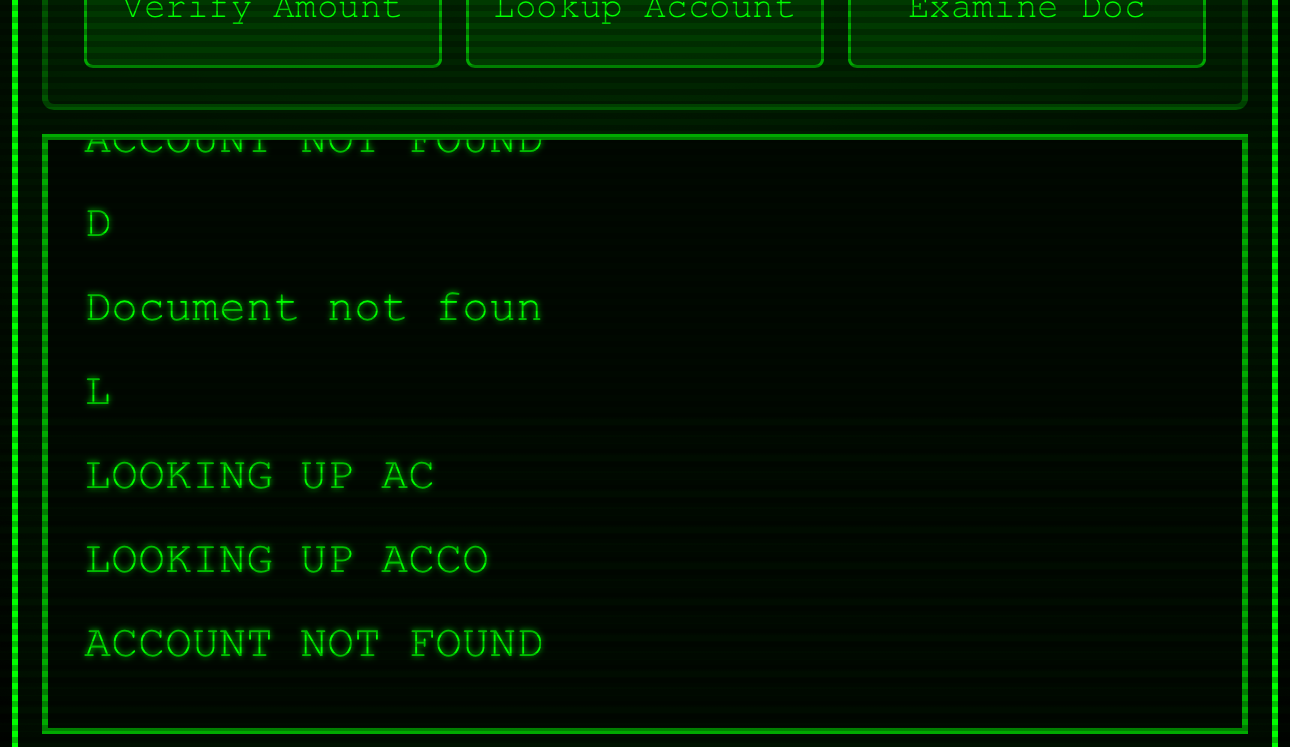 Verify Amount
Lookup Account
Examine Doc
ACCOUNT NOT FOUND
D
Document not foun
L
LOOKING UP AC
LOOKING UP ACCO
ACCOUNT NOT FOUND